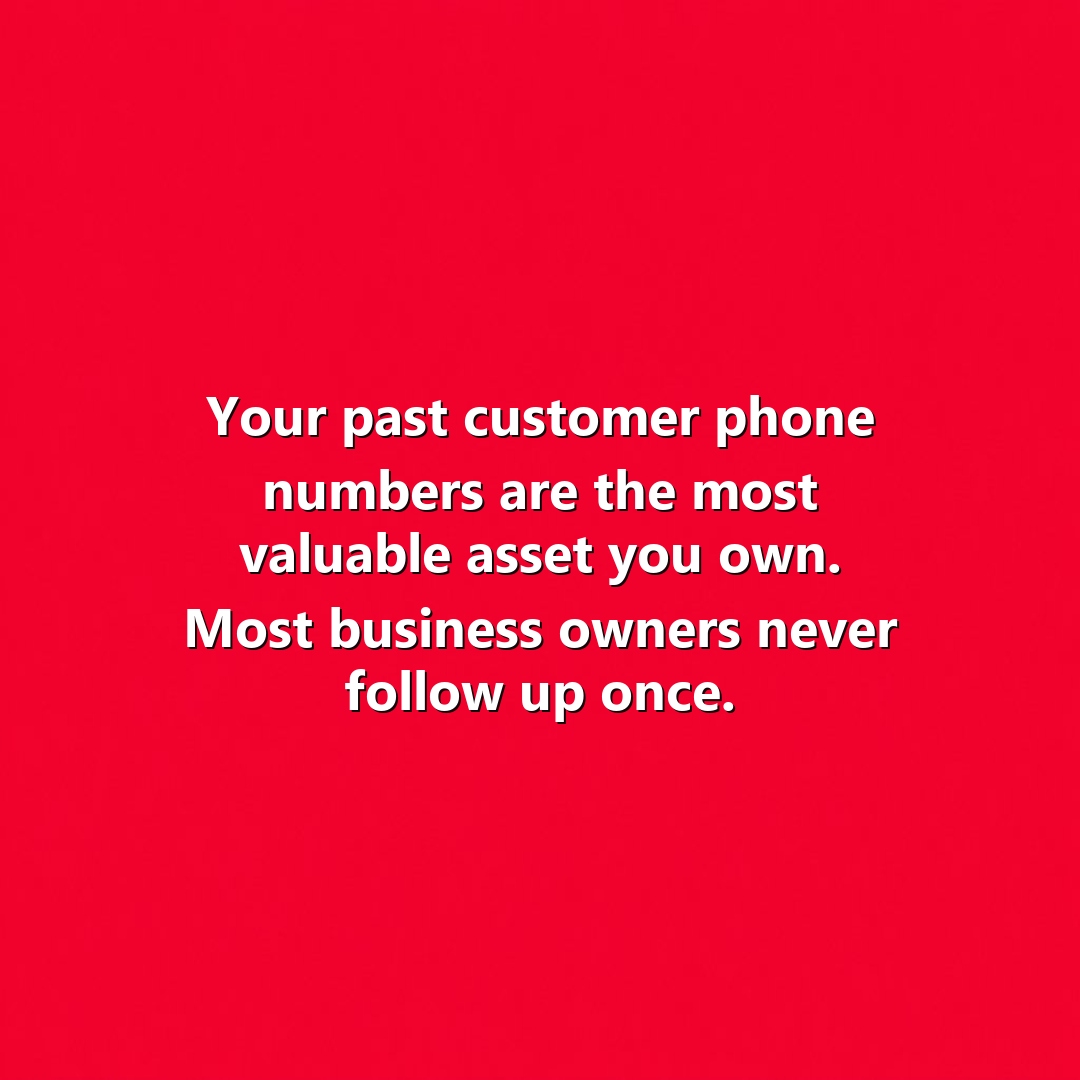 Your past customer phone
numbers are the most
valuable asset you own.
Most business owners never
follow up once.